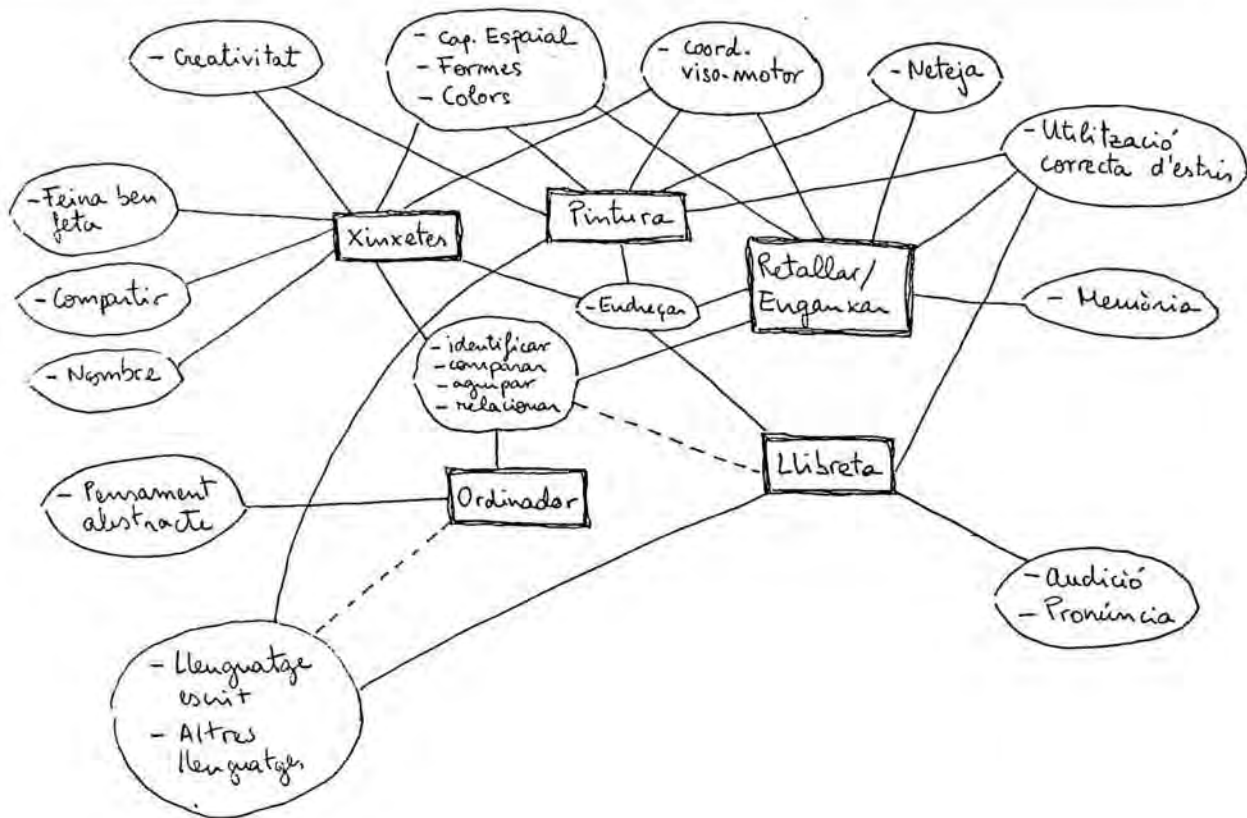 - Creativitat
- Cap. Espaial
- Formes
- Colors
- Coord.
viso-motor
- Neteja
- Utilització
correcta d'estris
- Feina ben
feta
Xinxetes
Pintura
Retallar/
Enganxar
- Compartir
- Endreçar
- Memòria
- Nombre
- identificar
- comparar
- agrupar
- relacionar
Llibreta
- Pensament
abstracte
Ordinador
- Audició
- Pronúncia
- Llenguatge
escrit
- Altres
llenguatges